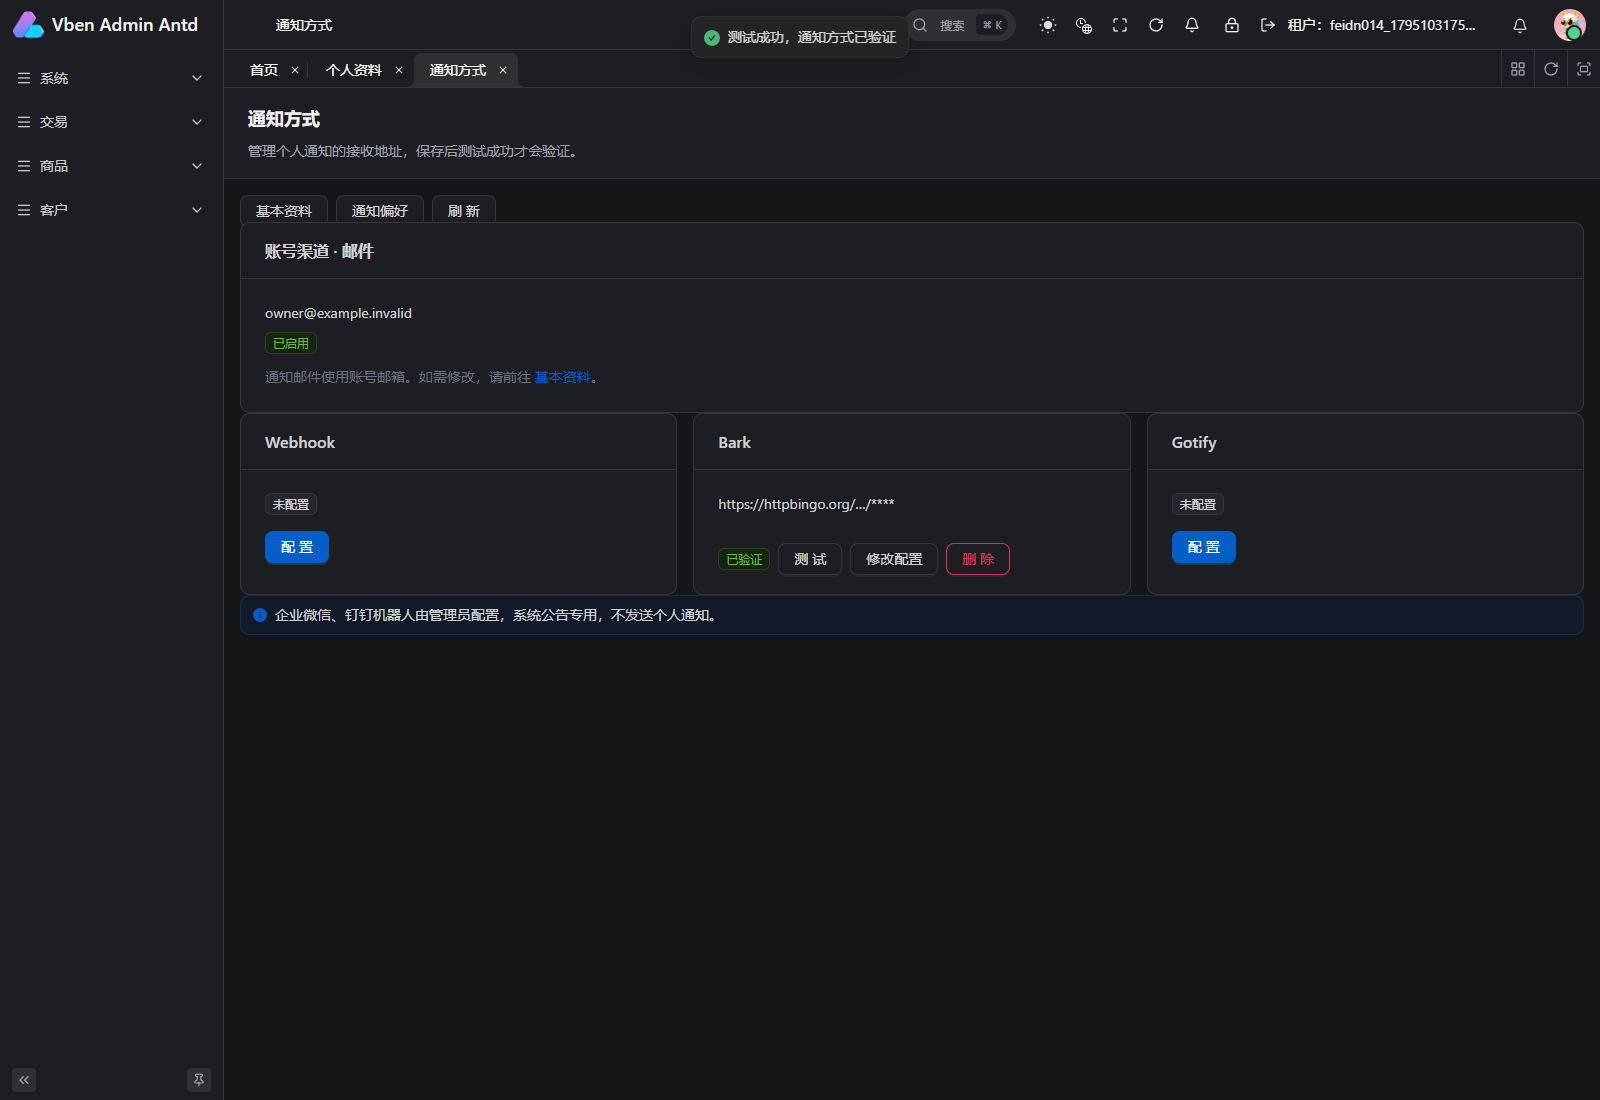 Vben Admin Antd
通知方式
测试成功，通知方式已验证
搜索
⌘ K
租户：feidn014_1795103175...
系统
交易
商品
客户
首页
个人资料
通知方式
通知方式
管理个人通知的接收地址，保存后测试成功才会验证。
基本资料
通知偏好
刷 新
账号渠道 · 邮件
owner@example.invalid
已启用
通知邮件使用账号邮箱。如需修改，请前往 基本资料。
Webhook
未配置
配 置
Bark
https://httpbingo.org/.../****
已验证
测 试
修改配置
删 除
Gotify
未配置
配 置
企业微信、钉钉机器人由管理员配置，系统公告专用，不发送个人通知。